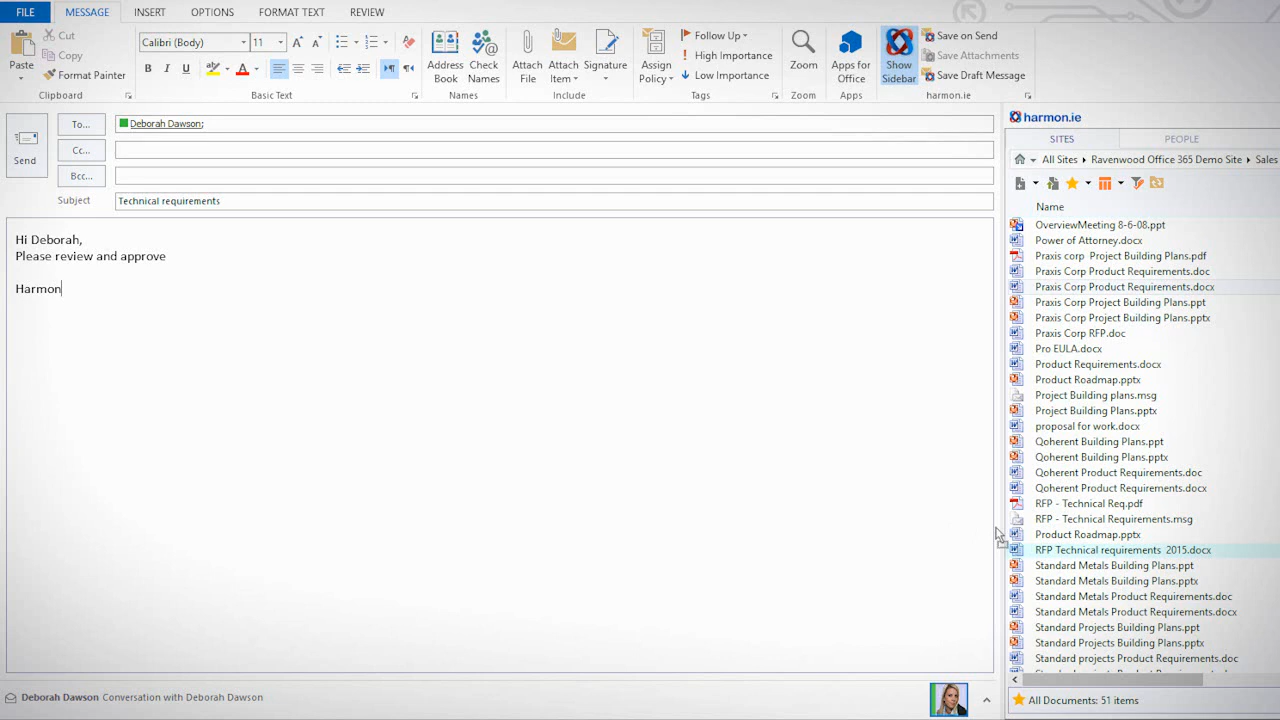 FILE MESSAGE INSERT OPTIONS FORMAT TEXT REVIEW
Paste
Cut
Copy
Format Painter
Clipboard
Calibri (Body) 11 A A
B I U A
Basic Text
Address Book
Check Names
Names
Attach File
Attach Item
Signature
Include
Assign Policy
Follow Up
High Importance
Low Importance
Tags
Zoom
Zoom
Apps for Office
Apps
Show Sidebar
Save on Send
Save Attachments
Save Draft Message
harmon.ie
Send
To...
Deborah Dawson;
Cc...
Bcc...
Subject
Technical requirements
Hi Deborah,
Please review and approve
Harmon
harmon.ie
SITES PEOPLE
All Sites Ravenwood Office 365 Demo Site Sales
Name
OverviewMeeting 8-6-08.ppt
Power of Attorney.docx
Praxis corp Project Building Plans.pdf
Praxis Corp Product Requirements.doc
Praxis Corp Product Requirements.docx
Praxis Corp Project Building Plans.ppt
Praxis Corp Project Building Plans.pptx
Praxis Corp RFP.doc
Pro EULA.docx
Product Requirements.docx
Product Roadmap.pptx
Project Building plans.msg
Project Building Plans.pptx
proposal for work.docx
Qoherent Building Plans.ppt
Qoherent Building Plans.pptx
Qoherent Product Requirements.doc
Qoherent Product Requirements.docx
RFP - Technical Req.pdf
RFP - Technical Requirements.msg
Product Roadmap.pptx
RFP Technical requirements 2015.docx
Standard Metals Building Plans.ppt
Standard Metals Building Plans.pptx
Standard Metals Product Requirements.doc
Standard Metals Product Requirements.docx
Standard Projects Building Plans.ppt
Standard Projects Building Plans.pptx
Standard projects Product Requirements.doc
All Documents: 51 items
Deborah Dawson Conversation with Deborah Dawson